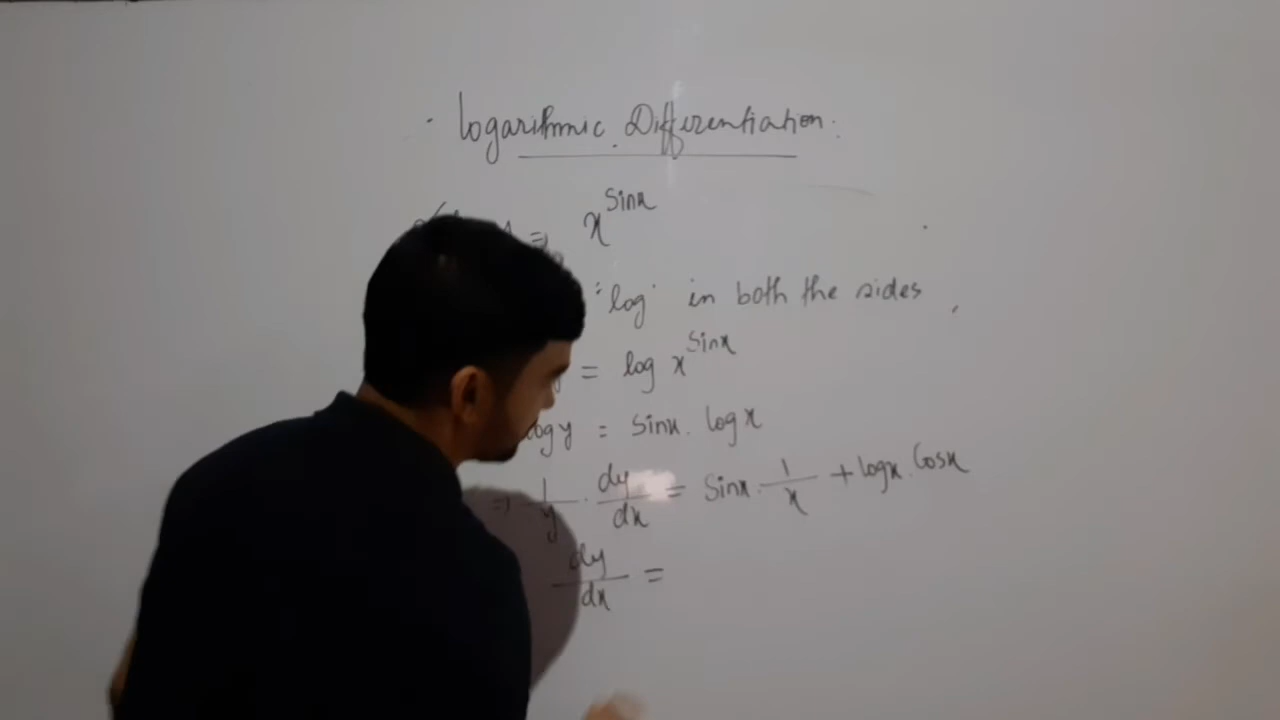 Logarithmic Differentiation
= x^Sinx
"log" in both the sides
= log x^Sinx
logy = Sinx . logx
⇒ 1/y . dy/dx = Sinx . 1/x + logx . Cosx
dy/dx =